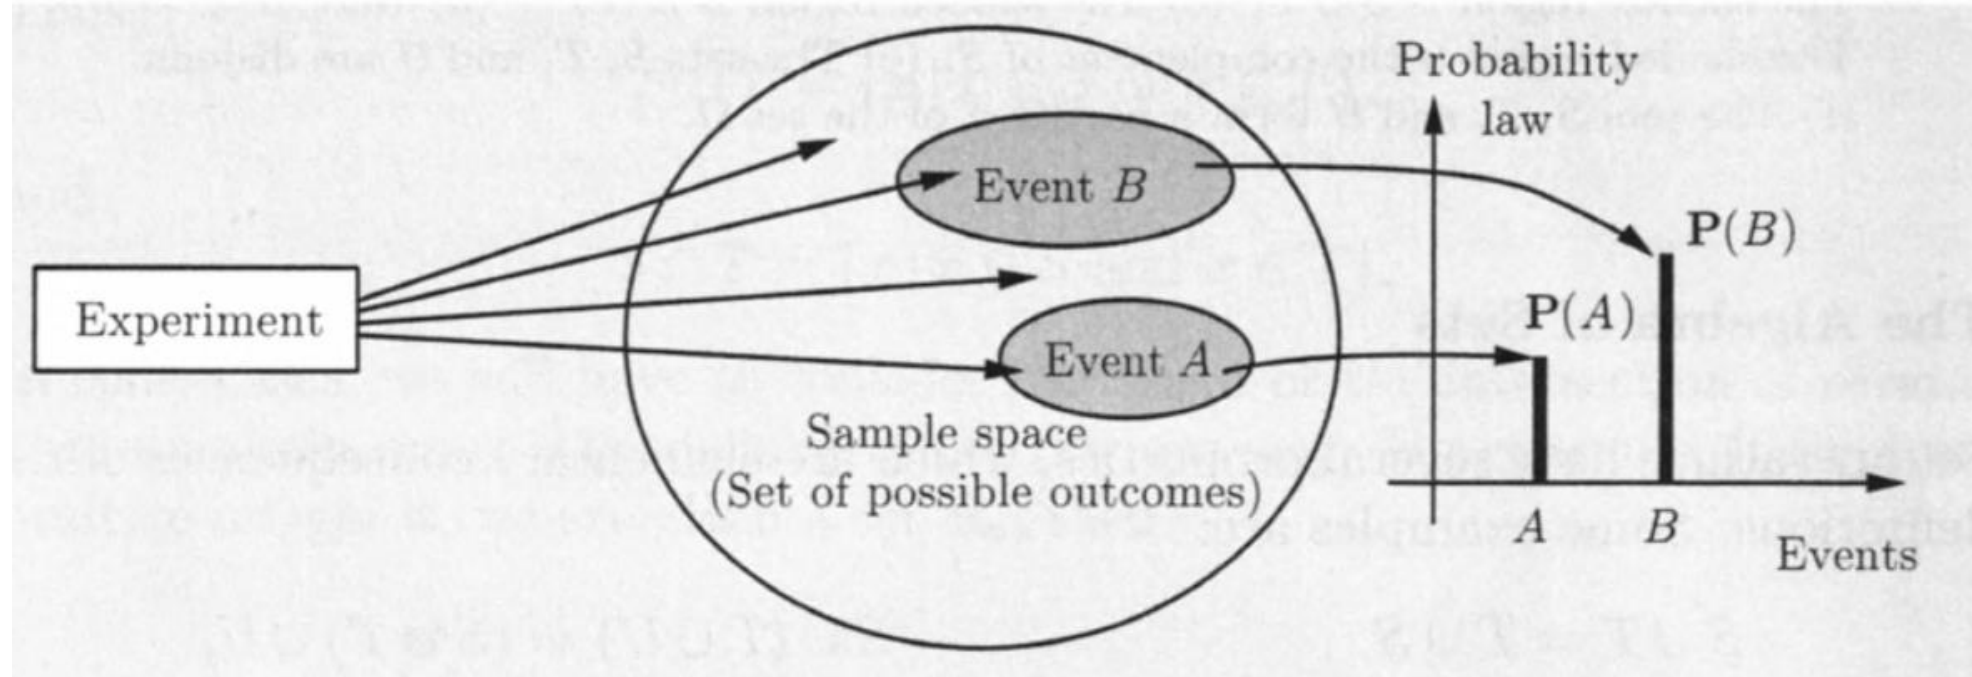 Probability
law
Event B
P(B)
Experiment
P(A)
Event A
Sample space
(Set of possible outcomes)
A
B
Events